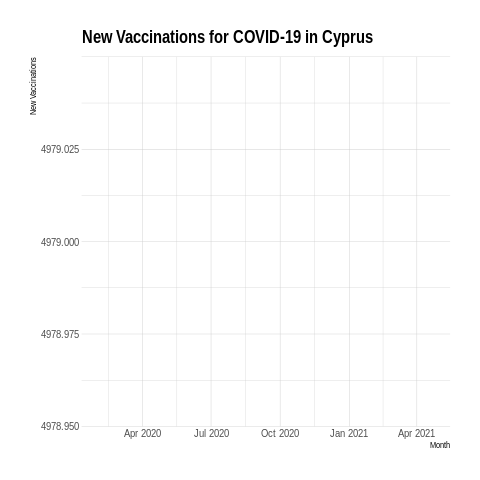 New Vaccinations for COVID-19 in Cyprus
New Vaccinations
4979.025
4979.000
4978.975
4978.950
Apr 2020 Jul 2020 Oct 2020 Jan 2021 Apr 2021
Month